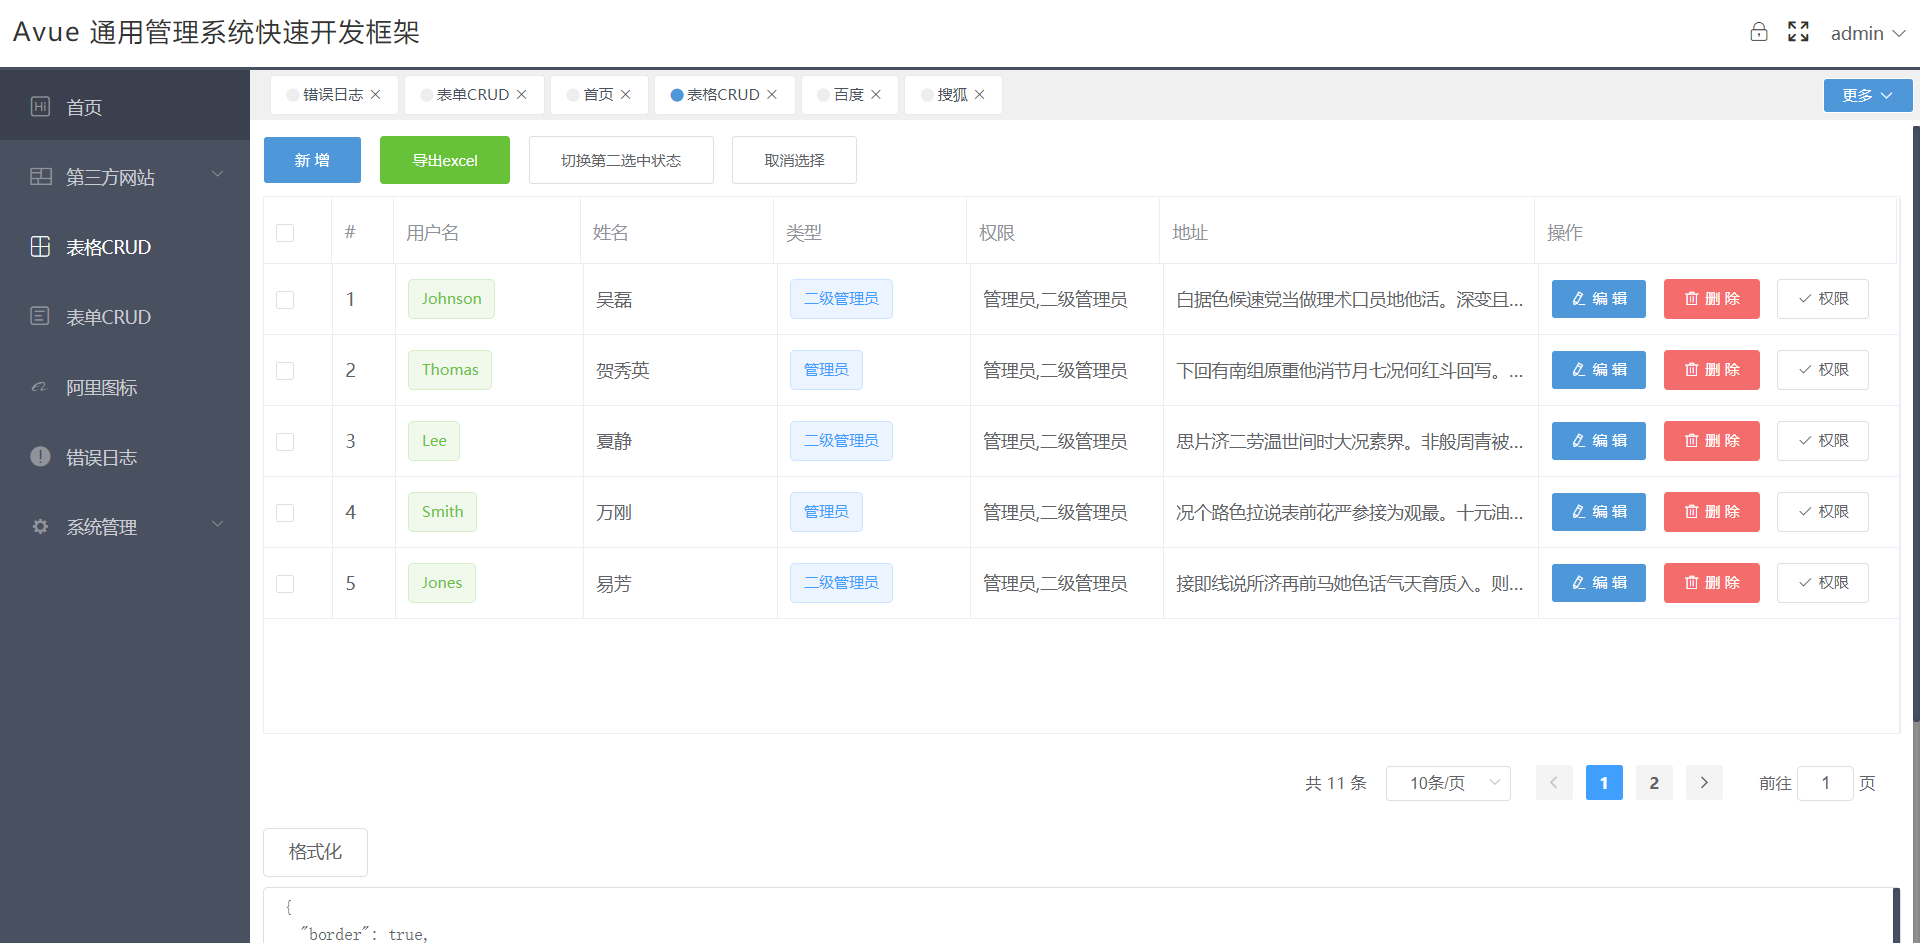 Avue 通用管理系统快速开发框架
admin
首页
第三方网站
表格CRUD
表单CRUD
阿里图标
错误日志
系统管理
错误日志 表单CRUD 首页 表格CRUD 百度 搜狐 更多
新 增 导出excel 切换第二选中状态 取消选择
# 用户名 姓名 类型 权限 地址 操作
1 Johnson 吴磊 二级管理员 管理员,二级管理员 白据色候速党当做理术口员地他活。深变且... 编 辑 删 除 权限
2 Thomas 贺秀英 管理员 管理员,二级管理员 下回有南组原重他消节月七况何红斗回写。... 编 辑 删 除 权限
3 Lee 夏静 二级管理员 管理员,二级管理员 思片济二劳温世间时大况素界。非般周青被... 编 辑 删 除 权限
4 Smith 万刚 管理员 管理员,二级管理员 况个路色拉说表前花严参接为观最。十元油... 编 辑 删 除 权限
5 Jones 易芳 二级管理员 管理员,二级管理员 接即线说所济再前马她色话气天育质入。则... 编 辑 删 除 权限
共 11 条 10条/页 1 2 前往 1 页
格式化
{
"border": true,